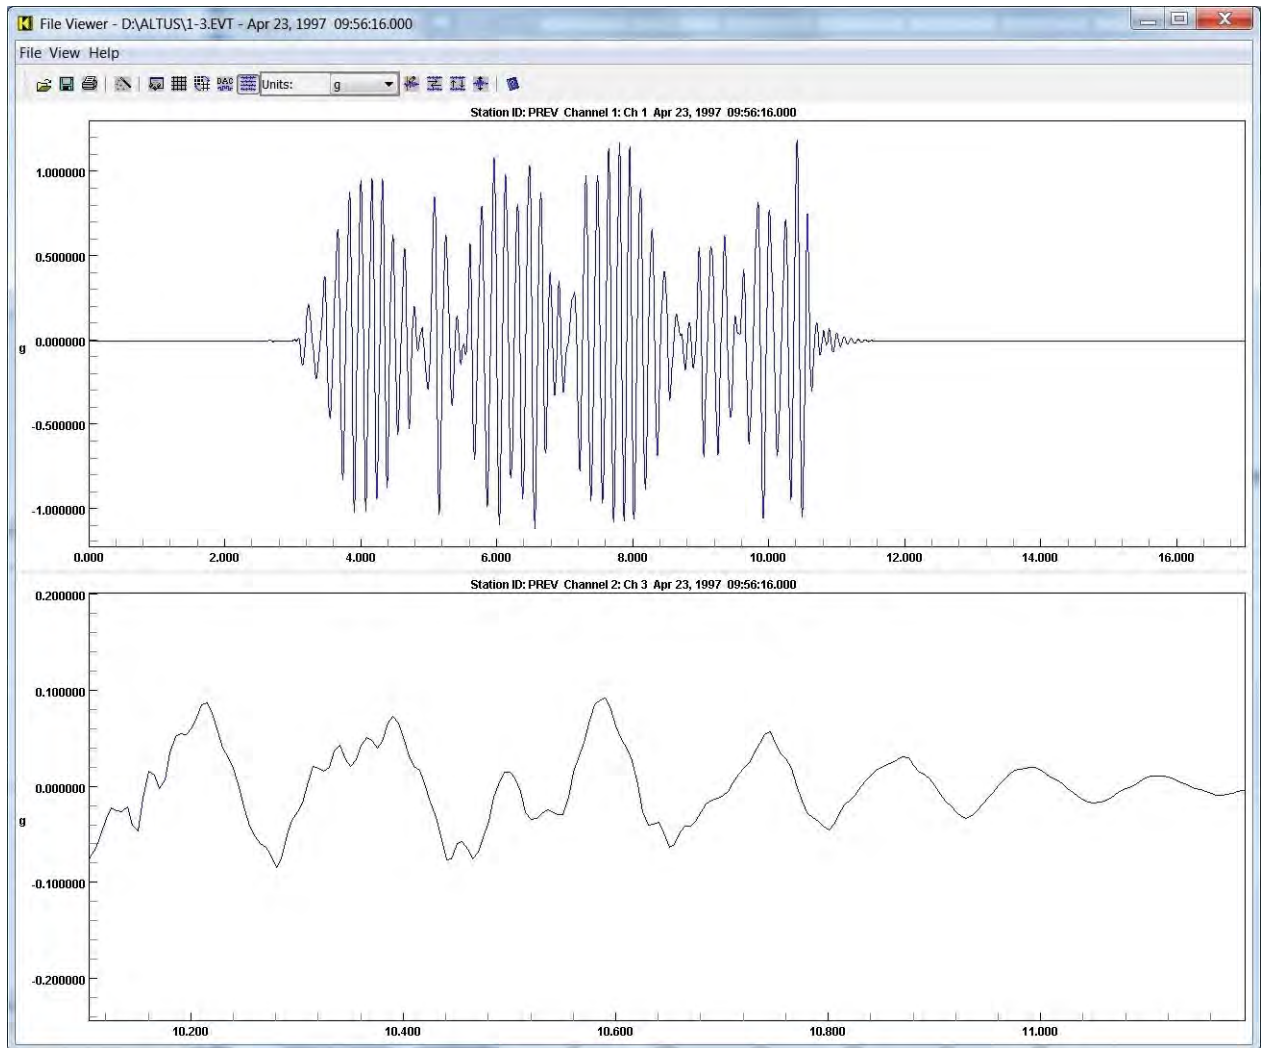 File Viewer - D:\ALTUS\1-3.EVT - Apr 23, 1997 09:56:16.000
File View Help
DAC Units: g
Station ID: PREV Channel 1: Ch 1 Apr 23, 1997 09:56:16.000
1.000000
0.500000
g 0.000000
-0.500000
-1.000000
0.000 2.000 4.000 6.000 8.000 10.000 12.000 14.000 16.000
Station ID: PREV Channel 2: Ch 3 Apr 23, 1997 09:56:16.000
0.200000
0.100000
0.000000
g
-0.100000
-0.200000
10.200 10.400 10.600 10.800 11.000